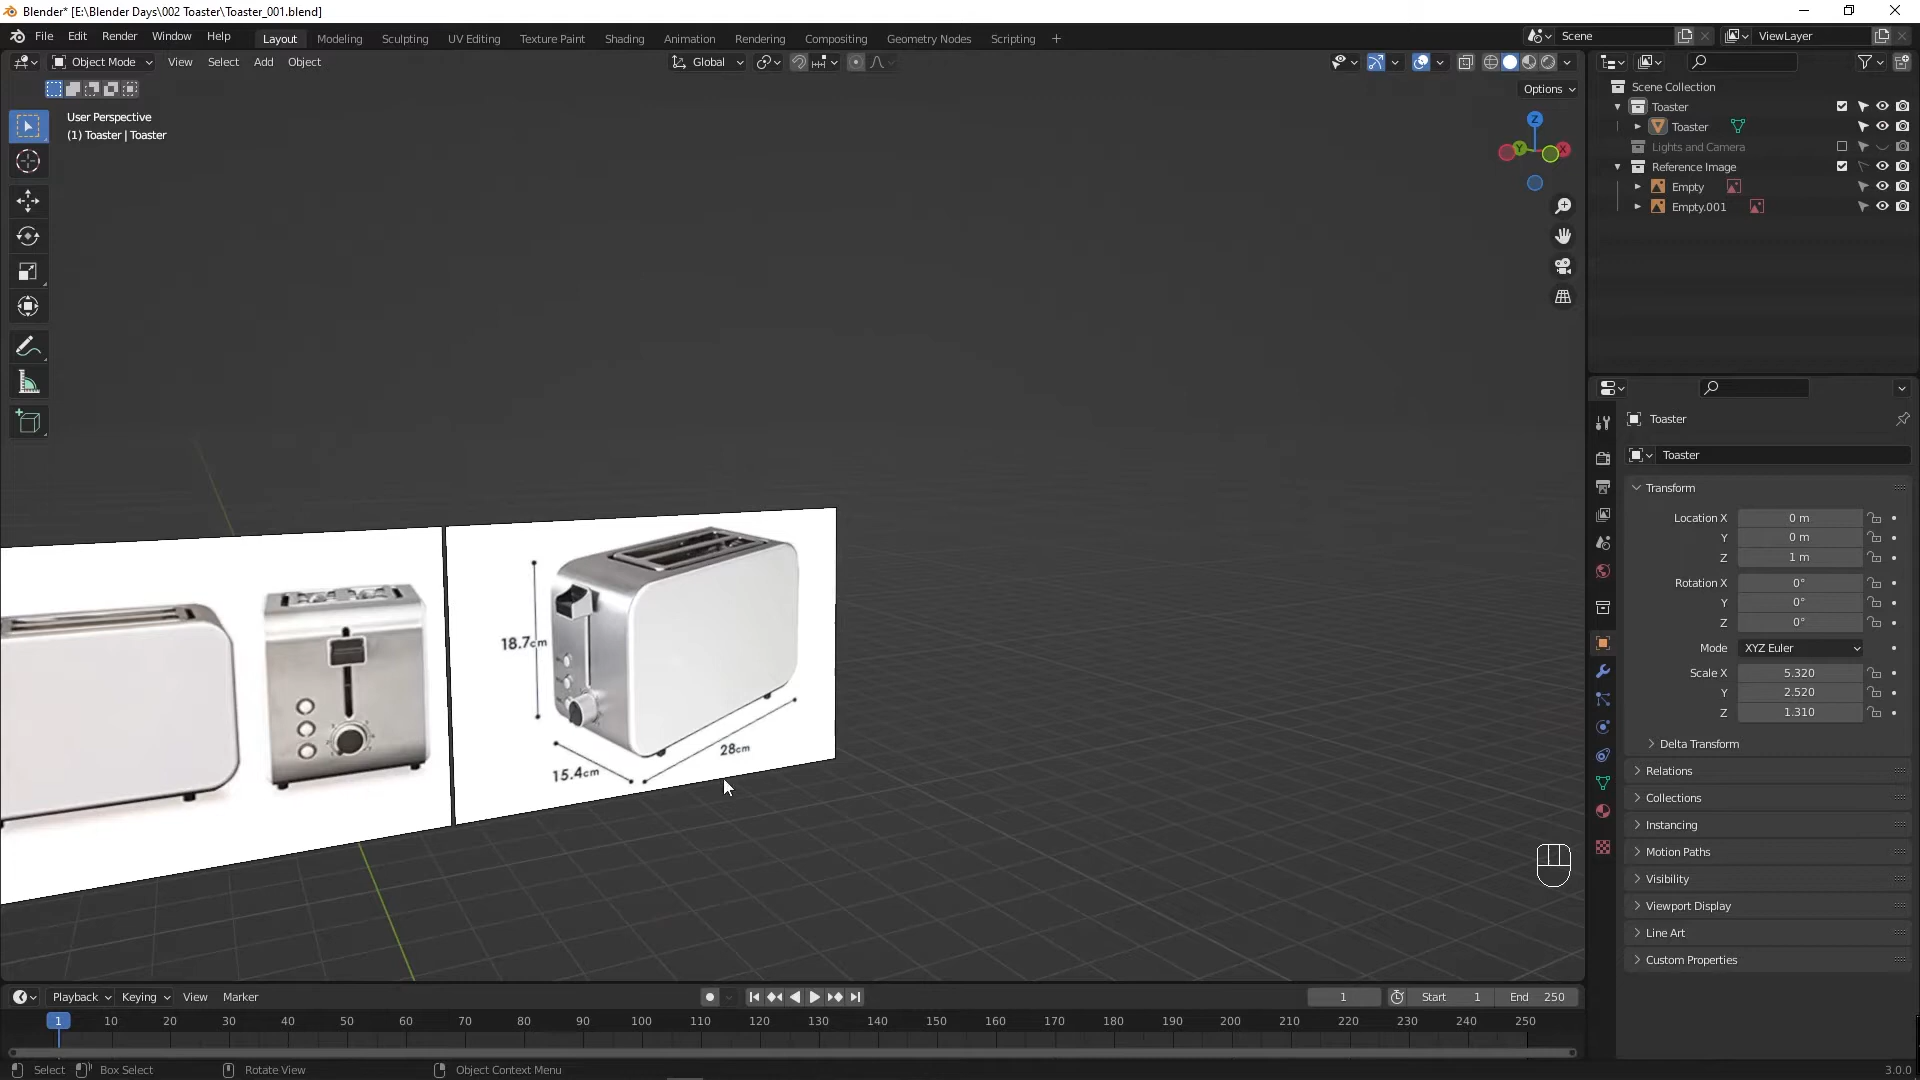 Blender* [E:\Blender Days\002 Toaster\Toaster_001.blend]
File Edit Render Window Help
Layout Modeling Sculpting UV Editing Texture Paint Shading Animation Rendering Compositing Geometry Nodes Scripting +
Scene
ViewLayer
Object Mode View Select Add Object
Global
Options
User Perspective
(1) Toaster | Toaster
Z
Y
X
Scene Collection
Toaster
Toaster
Lights and Camera
Reference Image
Empty
Empty.001
18.7cm
28cm
15.4cm
Toaster
Toaster
Transform
Location X 0 m
Y 0 m
Z 1 m
Rotation X 0°
Y 0°
Z 0°
Mode XYZ Euler
Scale X 5.320
Y 2.520
Z 1.310
Delta Transform
Relations
Collections
Instancing
Motion Paths
Visibility
Viewport Display
Line Art
Custom Properties
Playback Keying View Marker
1
Start 1
End 250
1 10 20 30 40 50 60 70 80 90 100 110 120 130 140 150 160 170 180 190 200 210 220 230 240 250
Select Box Select Rotate View Object Context Menu
3.0.0